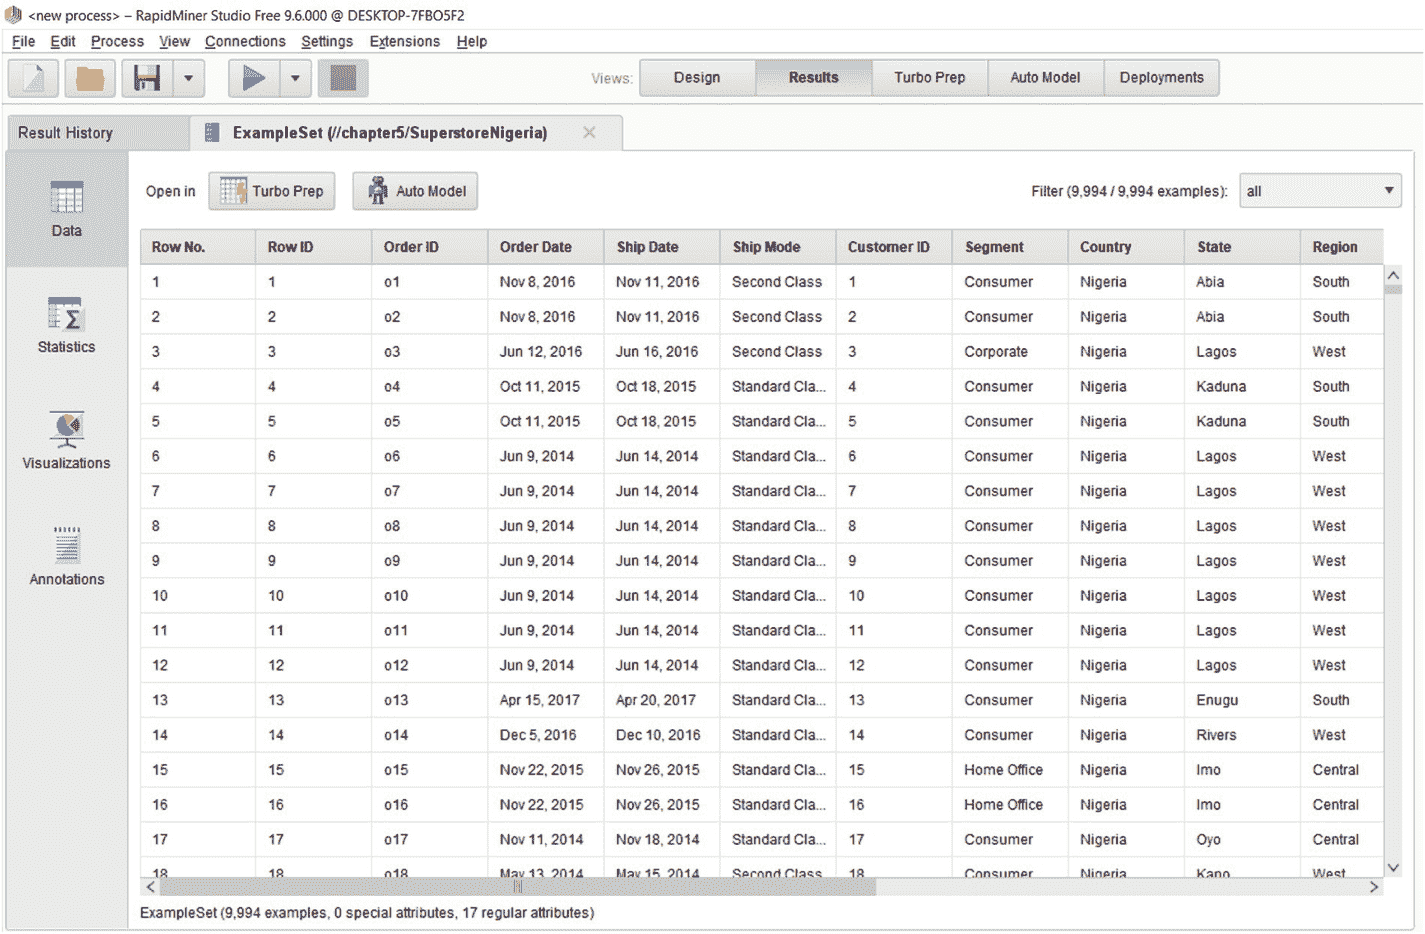 <new process> – RapidMiner Studio Free 9.6.000 @ DESKTOP-7FBO5F2
File Edit Process View Connections Settings Extensions Help
Views: Design Results Turbo Prep Auto Model Deployments
Result History ExampleSet (//chapter5/SuperstoreNigeria)
Data
Statistics
Visualizations
Annotations
Open in Turbo Prep Auto Model Filter (9,994 / 9,994 examples): all
Row No. Row ID Order ID Order Date Ship Date Ship Mode Customer ID Segment Country State Region
1 1 o1 Nov 8, 2016 Nov 11, 2016 Second Class 1 Consumer Nigeria Abia South
2 2 o2 Nov 8, 2016 Nov 11, 2016 Second Class 2 Consumer Nigeria Abia South
3 3 o3 Jun 12, 2016 Jun 16, 2016 Second Class 3 Corporate Nigeria Lagos West
4 4 o4 Oct 11, 2015 Oct 18, 2015 Standard Cla... 4 Consumer Nigeria Kaduna South
5 5 o5 Oct 11, 2015 Oct 18, 2015 Standard Cla... 5 Consumer Nigeria Kaduna South
6 6 o6 Jun 9, 2014 Jun 14, 2014 Standard Cla... 6 Consumer Nigeria Lagos West
7 7 o7 Jun 9, 2014 Jun 14, 2014 Standard Cla... 7 Consumer Nigeria Lagos West
8 8 o8 Jun 9, 2014 Jun 14, 2014 Standard Cla... 8 Consumer Nigeria Lagos West
9 9 o9 Jun 9, 2014 Jun 14, 2014 Standard Cla... 9 Consumer Nigeria Lagos West
10 10 o10 Jun 9, 2014 Jun 14, 2014 Standard Cla... 10 Consumer Nigeria Lagos West
11 11 o11 Jun 9, 2014 Jun 14, 2014 Standard Cla... 11 Consumer Nigeria Lagos West
12 12 o12 Jun 9, 2014 Jun 14, 2014 Standard Cla... 12 Consumer Nigeria Lagos West
13 13 o13 Apr 15, 2017 Apr 20, 2017 Standard Cla... 13 Consumer Nigeria Enugu South
14 14 o14 Dec 5, 2016 Dec 10, 2016 Standard Cla... 14 Consumer Nigeria Rivers West
15 15 o15 Nov 22, 2015 Nov 26, 2015 Standard Cla... 15 Home Office Nigeria Imo Central
16 16 o16 Nov 22, 2015 Nov 26, 2015 Standard Cla... 16 Home Office Nigeria Imo Central
17 17 o17 Nov 11, 2014 Nov 18, 2014 Standard Cla... 17 Consumer Nigeria Oyo Central
18 18 o18 May 13, 2014 May 15, 2014 Second Class 18 Consumer Nigeria Kano West
ExampleSet (9,994 examples, 0 special attributes, 17 regular attributes)